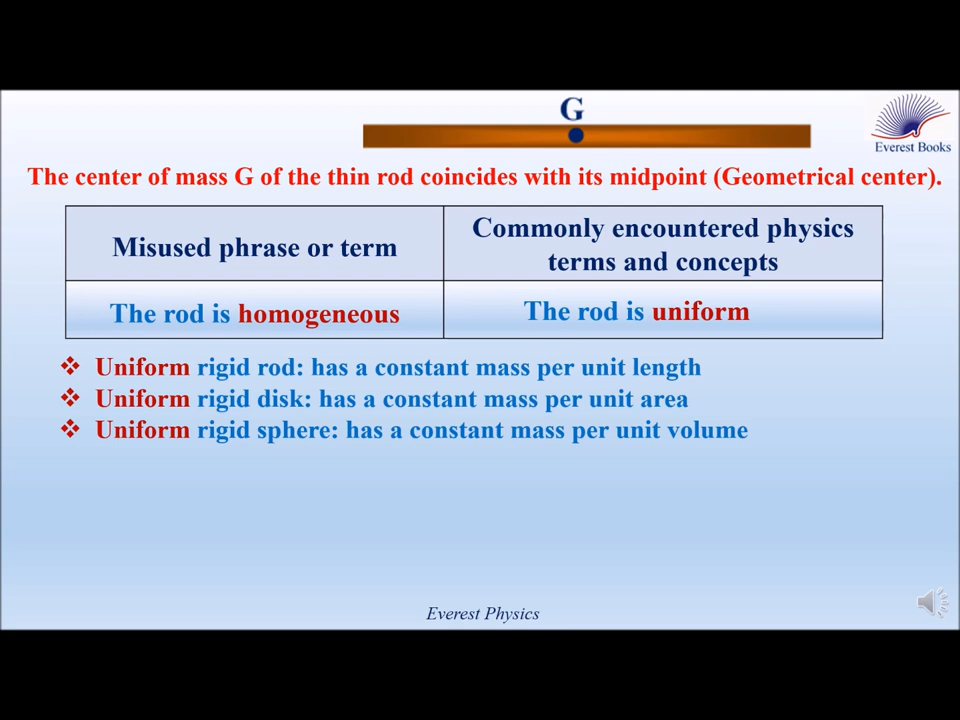 G
Everest Books
The center of mass G of the thin rod coincides with its midpoint (Geometrical center).
Misused phrase or term
Commonly encountered physics
terms and concepts
The rod is homogeneous
The rod is uniform
❖ Uniform rigid rod: has a constant mass per unit length
❖ Uniform rigid disk: has a constant mass per unit area
❖ Uniform rigid sphere: has a constant mass per unit volume
Everest Physics